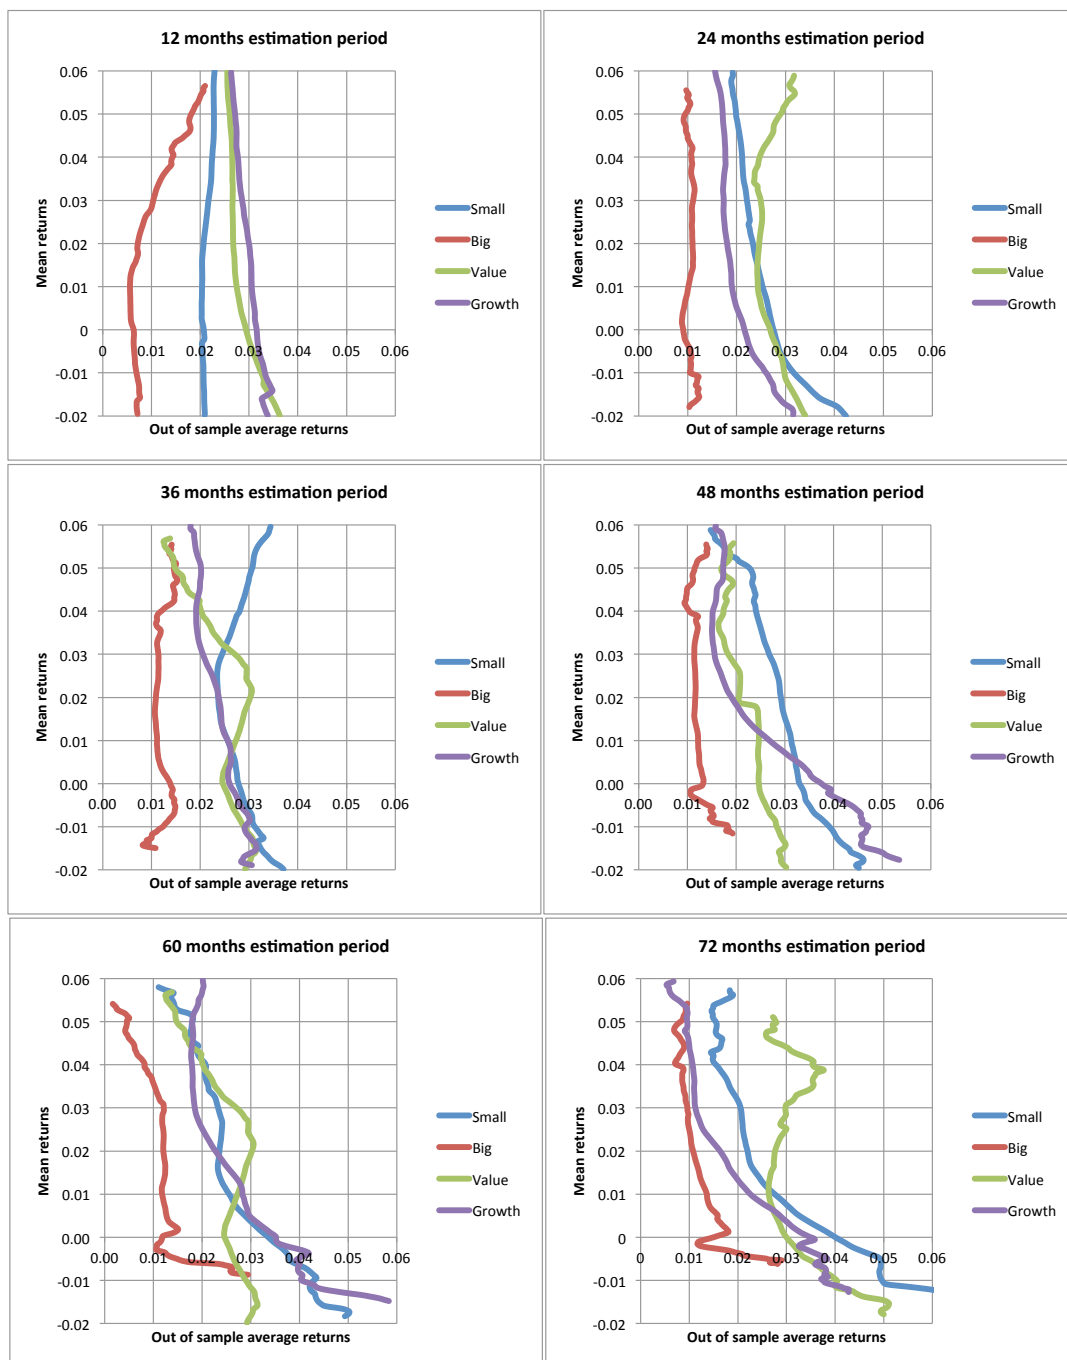 12 months estimation period
Mean returns
0.06
0.05
0.04
0.03
0.02
0.01
0
-0.01
-0.02
0 0.01 0.02 0.03 0.04 0.05 0.06
Out of sample average returns
Small
Big
Value
Growth
24 months estimation period
Mean returns
0.06
0.05
0.04
0.03
0.02
0.01
0.00
-0.01
-0.02
0.00 0.01 0.02 0.03 0.04 0.05 0.06
Out of sample average returns
Small
Big
Value
Growth
36 months estimation period
Mean returns
0.06
0.05
0.04
0.03
0.02
0.01
0.00
-0.01
-0.02
0.00 0.01 0.02 0.03 0.04 0.05 0.06
Out of sample average returns
Small
Big
Value
Growth
48 months estimation period
Mean returns
0.06
0.05
0.04
0.03
0.02
0.01
0.00
-0.01
-0.02
0.00 0.01 0.02 0.03 0.04 0.05 0.06
Out of sample average returns
Small
Big
Value
Growth
60 months estimation period
Mean returns
0.06
0.05
0.04
0.03
0.02
0.01
0.00
-0.01
-0.02
0.00 0.01 0.02 0.03 0.04 0.05 0.06
Out of sample average returns
Small
Big
Value
Growth
72 months estimation period
Mean returns
0.06
0.05
0.04
0.03
0.02
0.01
0
-0.01
-0.02
0.00 0.01 0.02 0.03 0.04 0.05 0.06
Out of sample average returns
Small
Big
Value
Growth